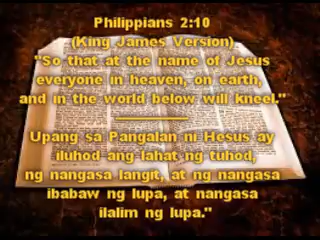 Philippians 2:10
(King James Version)
"So that at the name of Jesus
everyone in heaven, on earth,
and in the world below will kneel."
Upang sa Pangalan ni Hesus ay
iluhod ang lahat ng tuhod,
ng nangasa langit, at ng nangasa
ibabaw ng lupa, at nangasa
ilalim ng lupa."